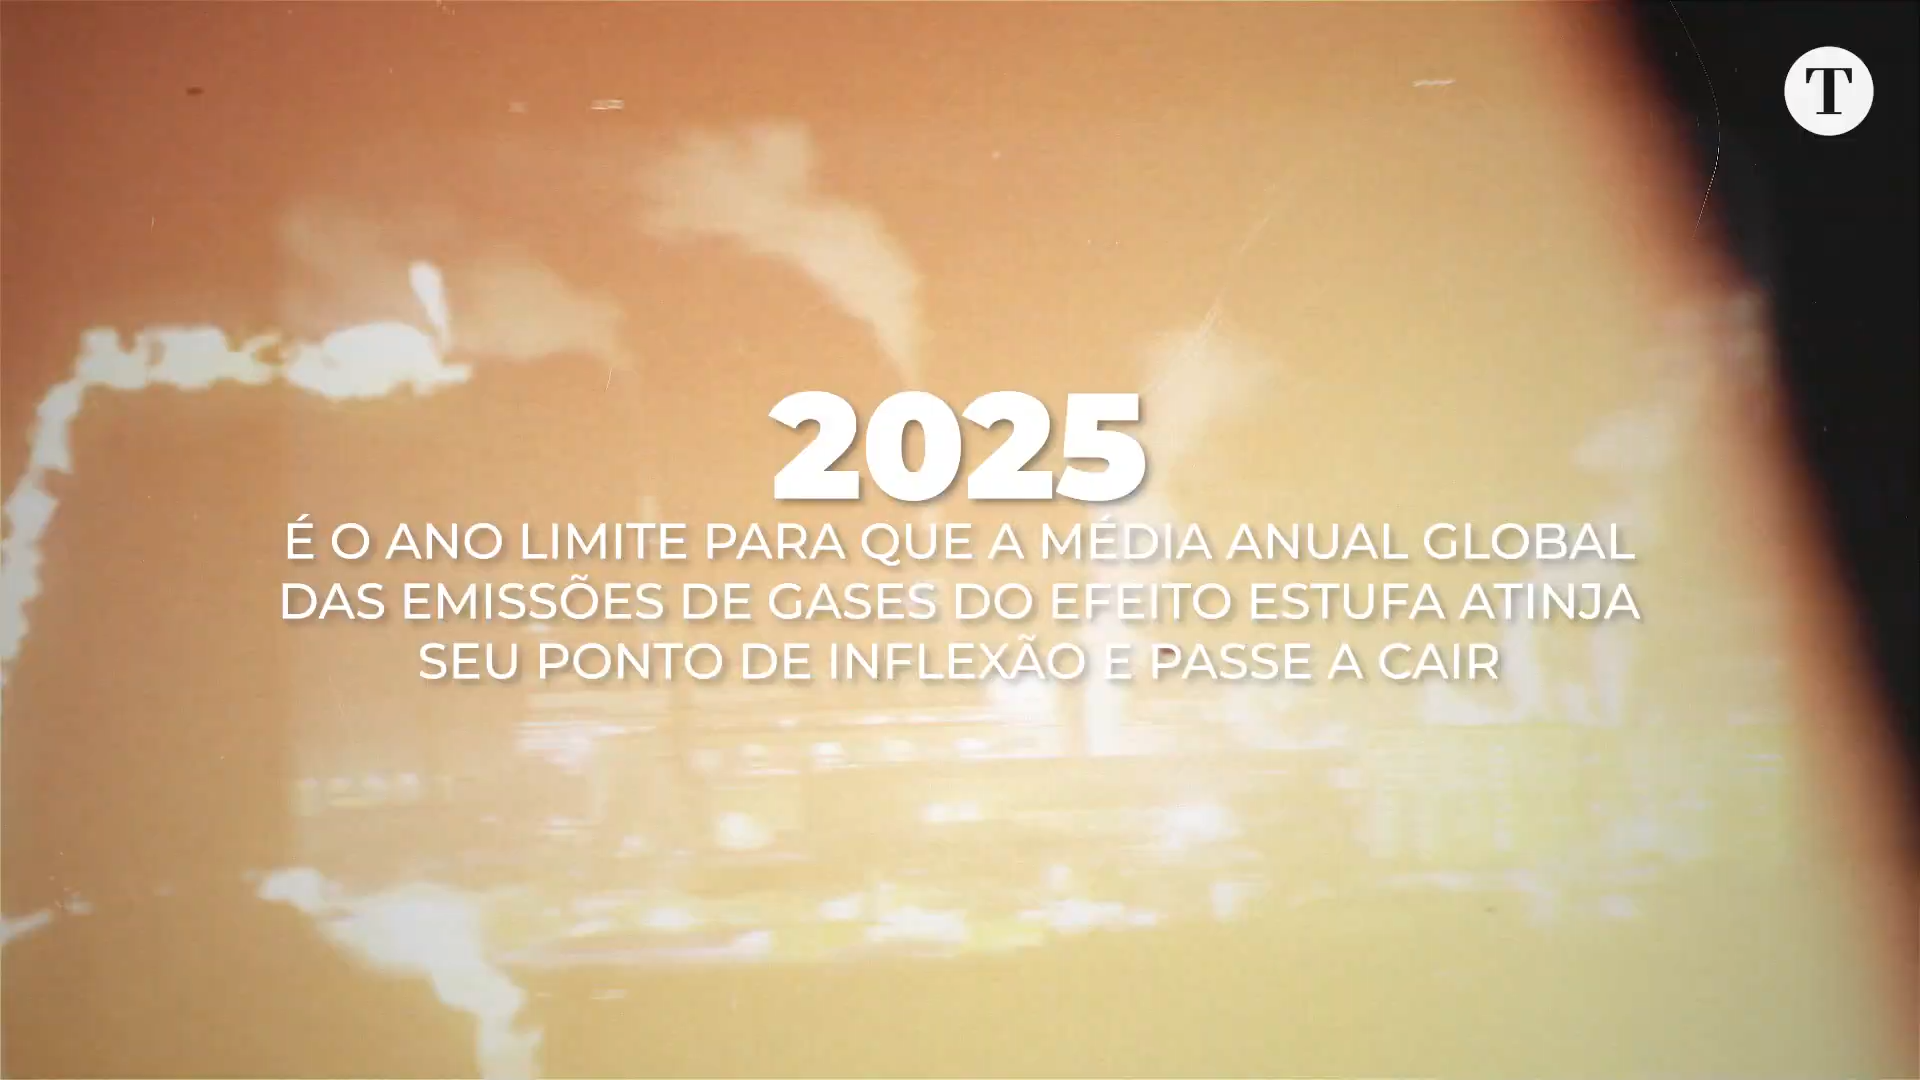 T
2025
É O ANO LIMITE PARA QUE A MÉDIA ANUAL GLOBAL
DAS EMISSÕES DE GASES DO EFEITO ESTUFA ATINJA
SEU PONTO DE INFLEXÃO E PASSE A CAIR